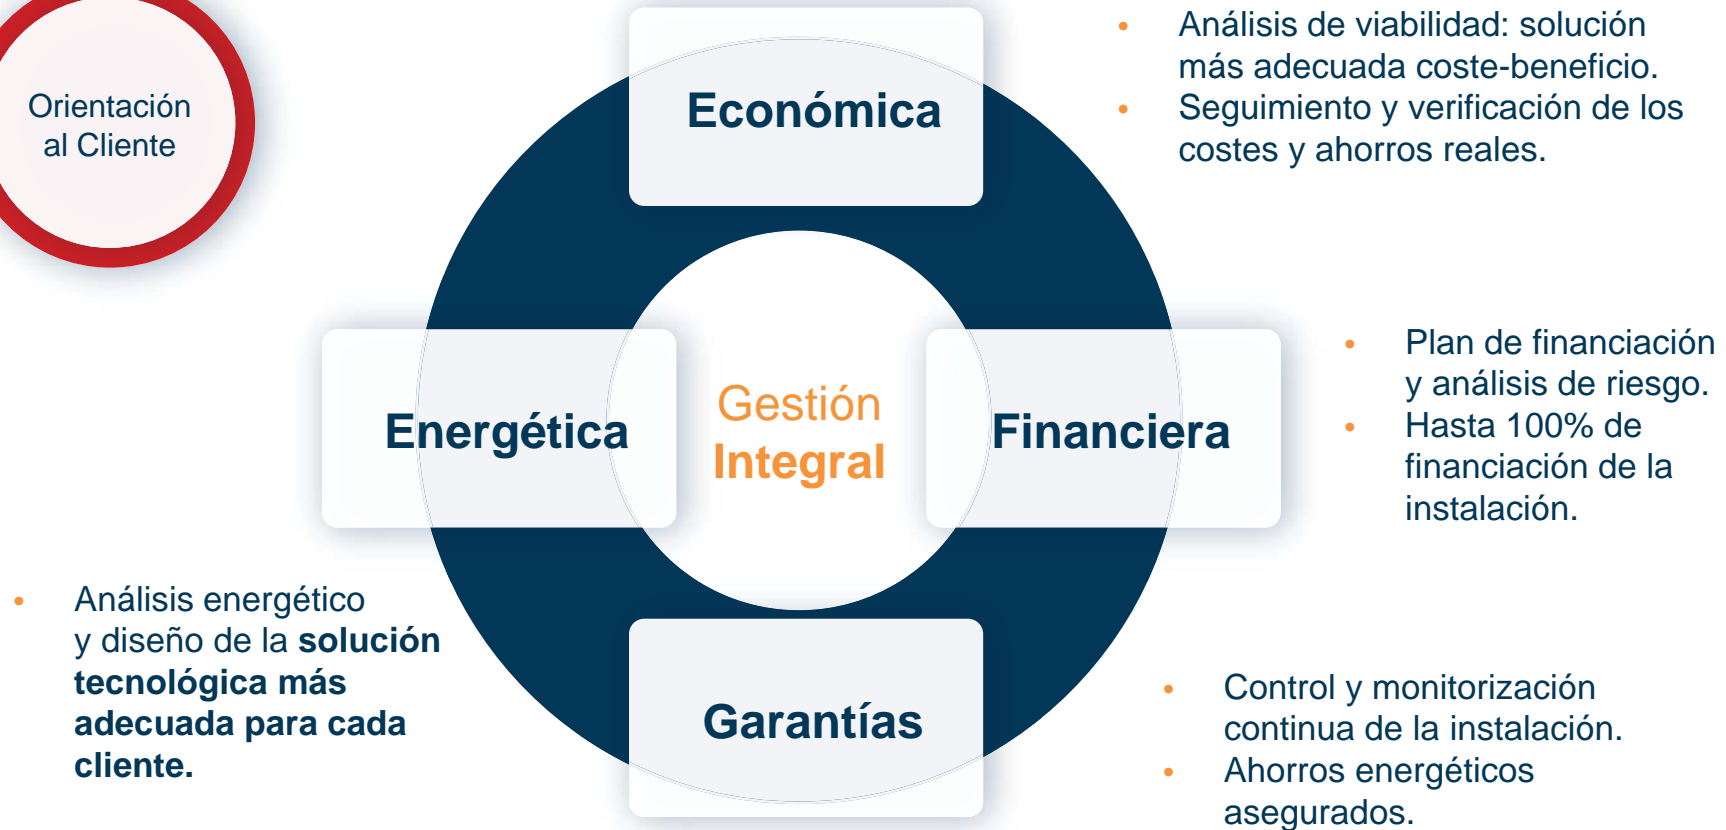 Orientación
al Cliente
Económica
• Análisis de viabilidad: solución
más adecuada coste-beneficio.
• Seguimiento y verificación de los
costes y ahorros reales.
Energética
Gestión
Integral
Financiera
• Plan de financiación
y análisis de riesgo.
• Hasta 100% de
financiación de la
instalación.
• Análisis energético
y diseño de la solución
tecnológica más
adecuada para cada
cliente.
Garantías
• Control y monitorización
continua de la instalación.
• Ahorros energéticos
asegurados.